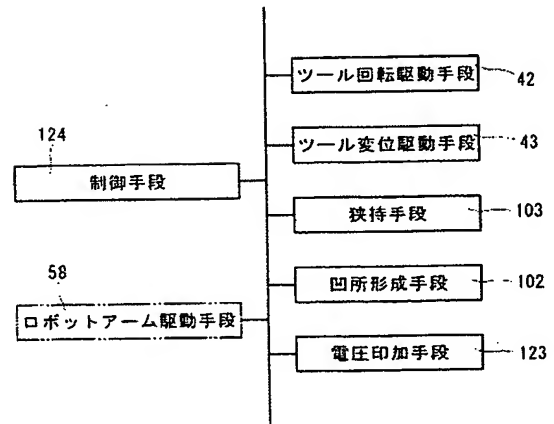 ツール回転駆動手段
42
ツール変位駆動手段
43
124
制御手段
狭持手段
103
58
ロボットアーム駆動手段
凹所形成手段
102
電圧印加手段
123